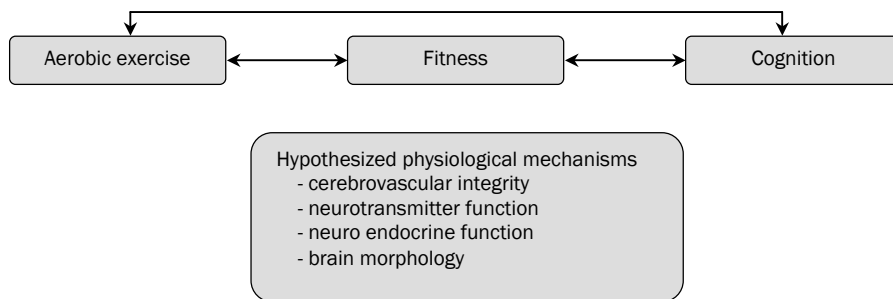 Aerobic exercise
Fitness
Cognition
Hypothesized physiological mechanisms
- cerebrovascular integrity
- neurotransmitter function
- neuro endocrine function
- brain morphology